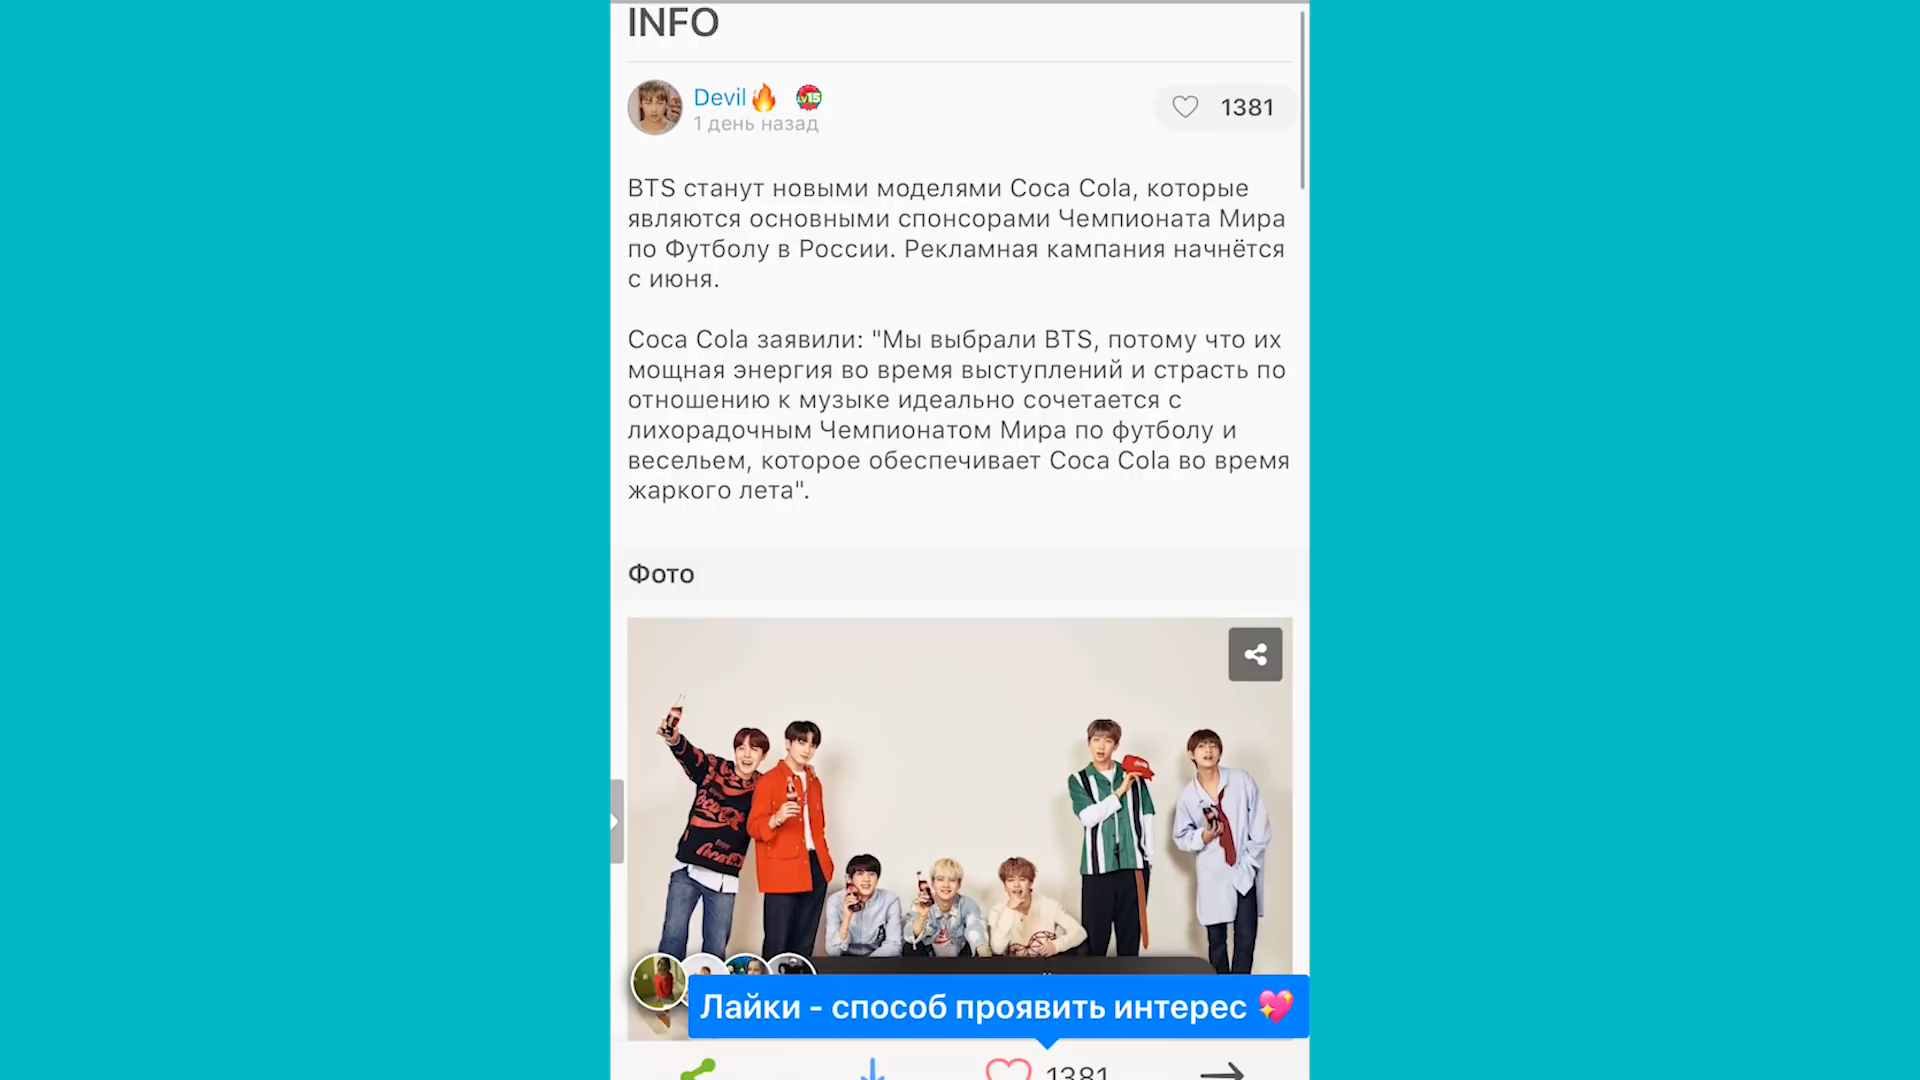 INFO
Devil🔥 LV15
1 день назад
1381
BTS станут новыми моделями Coca Cola, которые
являются основными спонсорами Чемпионата Мира
по Футболу в России. Рекламная кампания начнётся
с июня.
Coca Cola заявили: "Мы выбрали BTS, потому что их
мощная энергия во время выступлений и страсть по
отношению к музыке идеально сочетается с
лихорадочным Чемпионатом Мира по футболу и
весельем, которое обеспечивает Coca Cola во время
жаркого лета".
Фото
Лайки - способ проявить интерес 💖
1381